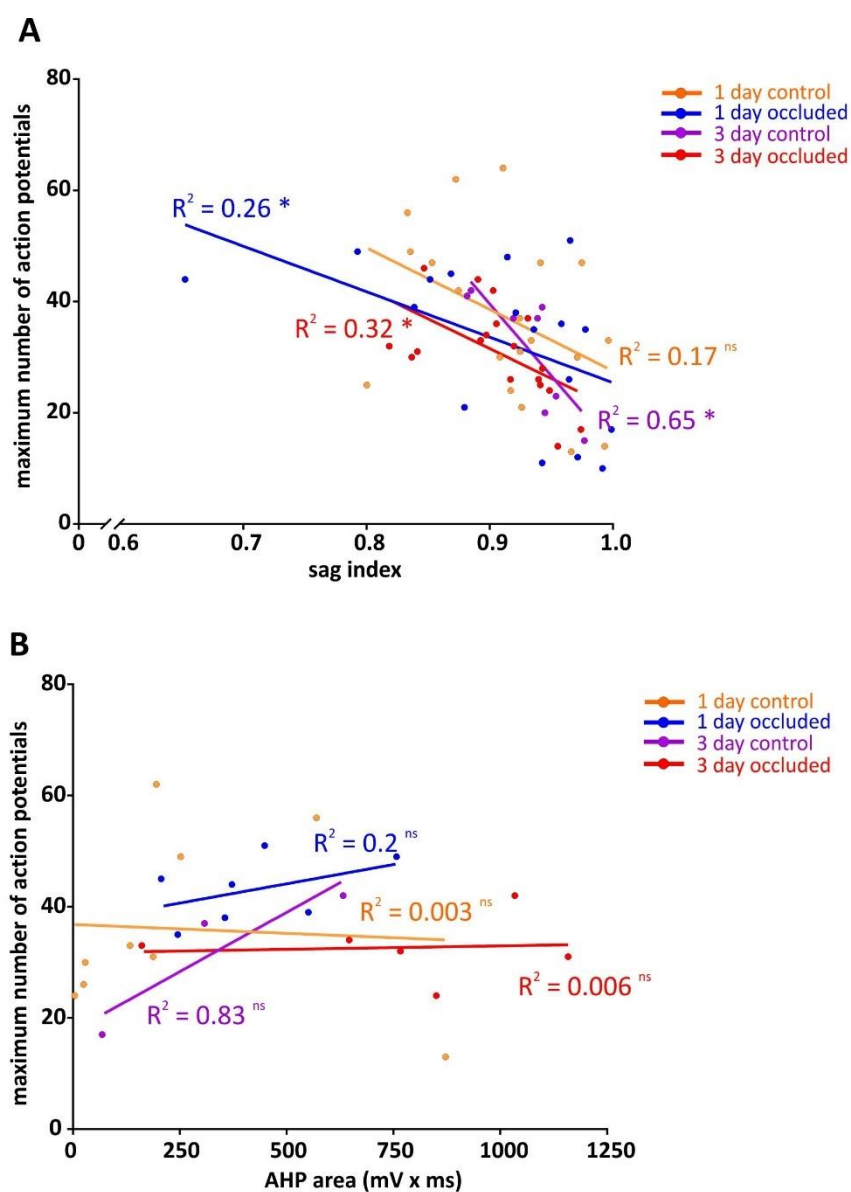 A
80
60
40
20
0
maximum number of action potentials
1 day control
1 day occluded
3 day control
3 day occluded
R² = 0.26 *
R² = 0.32 *
R² = 0.17 ns
R² = 0.65 *
0 0.6 0.7 0.8 0.9 1.0
sag index
B
80
60
40
20
0
maximum number of action potentials
1 day control
1 day occluded
3 day control
3 day occluded
R² = 0.2 ns
R² = 0.003 ns
R² = 0.006 ns
R² = 0.83 ns
0 250 500 750 1000 1250
AHP area (mV x ms)